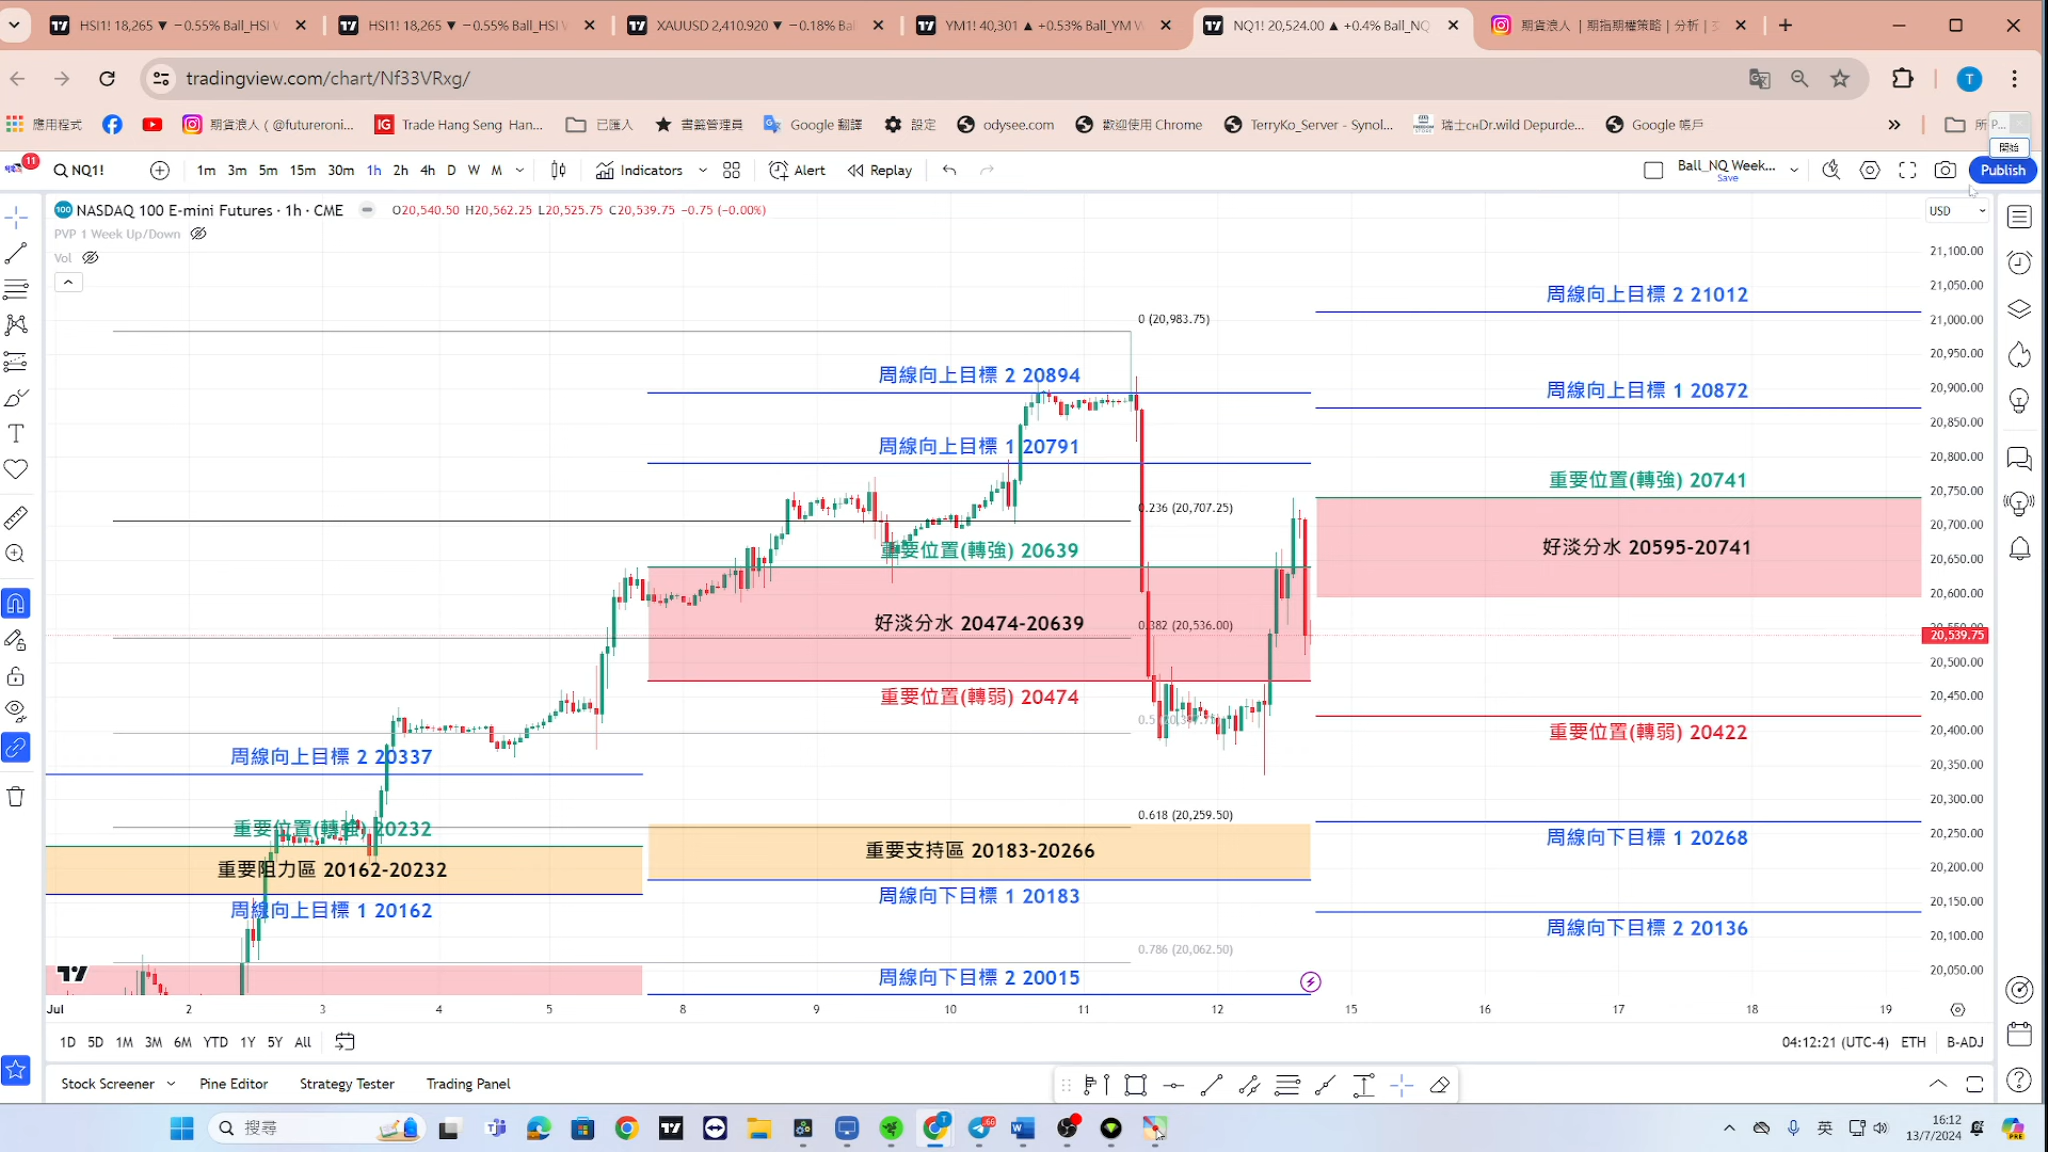 HSI1! 18,265 ▼ −0.55% Ball_HSI W
HSI1! 18,265 ▼ −0.55% Ball_HSI W
XAUUSD 2,410.920 ▼ −0.18% Bal
YM1! 40,301 ▲ +0.53% Ball_YM W
NQ1! 20,524.00 ▲ +0.4% Ball_NQ
期貨浪人 | 期指期權策略 | 分析 |
tradingview.com/chart/Nf33VRxg/
T
應用程式
期貨浪人 ( @futureroni...
IG Trade Hang Seng Han...
已匯入
書籤管理員
Google 翻譯
設定
odysee.com
歡迎使用 Chrome
TerryKo_Server - Synol...
瑞士CHDr.wild Depurde...
Google 帳戶
所
P...
開始
11
NQ1!
1m 3m 5m 15m 30m 1h 2h 4h D W M
Indicators
Alert
Replay
Ball_NQ Week...
Save
Publish
NASDAQ 100 E-mini Futures · 1h · CME
O20,540.50 H20,562.25 L20,525.75 C20,539.75 −0.75 (−0.00%)
USD
PVP 1 Week Up/Down
Vol
21,100.00
21,050.00
21,000.00
20,950.00
20,900.00
20,850.00
20,800.00
20,750.00
20,700.00
20,650.00
20,600.00
20,539.75
20,500.00
20,450.00
20,400.00
20,350.00
20,300.00
20,250.00
20,200.00
20,150.00
20,100.00
20,050.00
周線向上目標 2 21012
周線向上目標 1 20872
重要位置(轉強) 20741
好淡分水 20595-20741
重要位置(轉弱) 20422
周線向下目標 1 20268
周線向下目標 2 20136
0 (20,983.75)
0.236 (20,707.25)
0.382 (20,536.00)
0.618 (20,259.50)
0.786 (20,062.50)
周線向上目標 2 20894
周線向上目標 1 20791
重要位置(轉強) 20639
好淡分水 20474-20639
重要位置(轉弱) 20474
重要支持區 20183-20266
周線向下目標 1 20183
周線向下目標 2 20015
周線向上目標 2 20337
重要位置(轉強) 20232
重要阻力區 20162-20232
周線向上目標 1 20162
Jul 2 3 4 5 8 9 10 11 12 15 16 17 18 19
1D 5D 1M 3M 6M YTD 1Y 5Y All
04:12:21 (UTC-4) ETH B-ADJ
Stock Screener
Pine Editor
Strategy Tester
Trading Panel
搜尋
英
16:12
13/7/2024